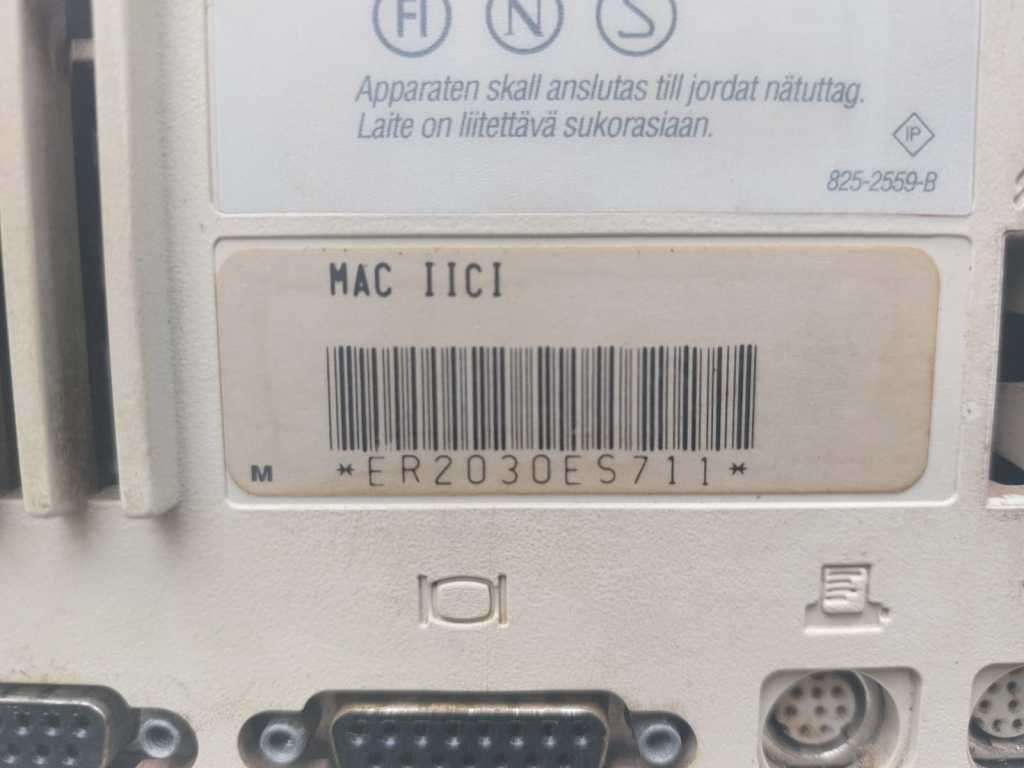 FI N S
Apparaten skall anslutas till jordat nätuttag.
Laite on liitettävä sukorasiaan.
IP
825-2559-B
MAC IICI
M *ER2030ES711*